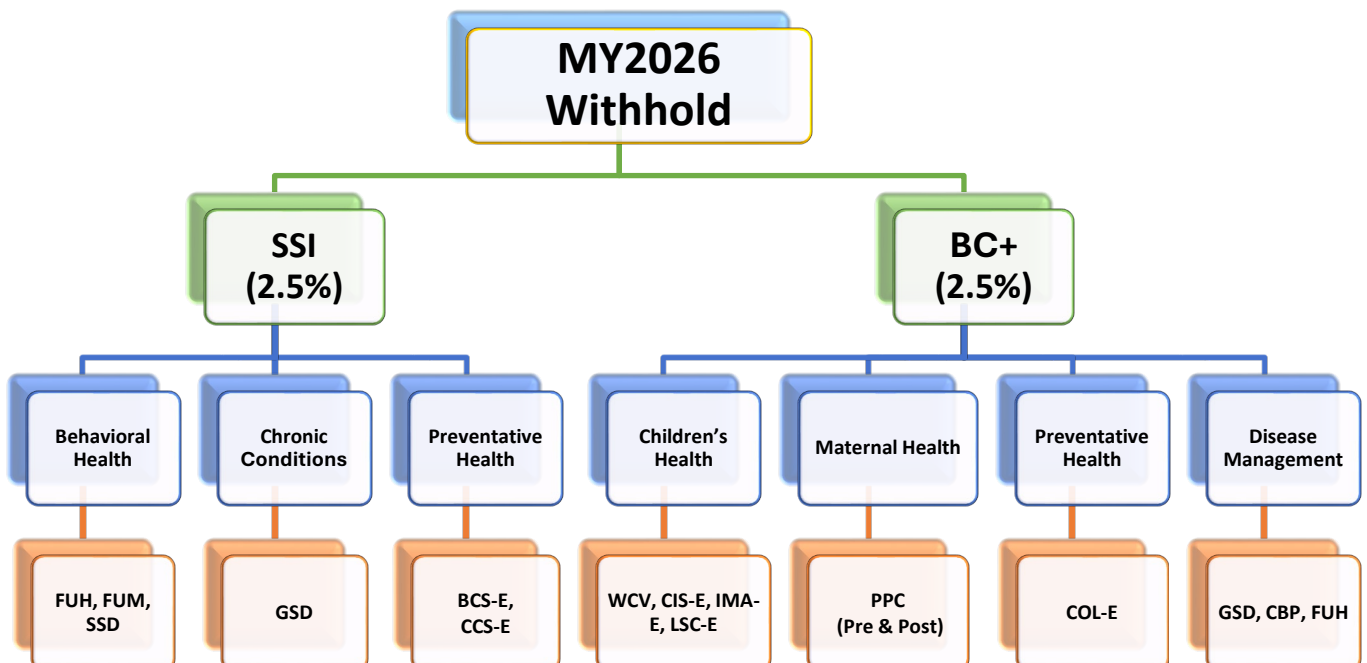 MY2026
Withhold
SSI
(2.5%)
BC+
(2.5%)
Behavioral
Health
Chronic
Conditions
Preventative
Health
Children's
Health
Maternal Health
Preventative
Health
Disease
Management
FUH, FUM,
SSD
GSD
BCS-E,
CCS-E
WCV, CIS-E, IMA-
E, LSC-E
PPC
(Pre & Post)
COL-E
GSD, CBP, FUH